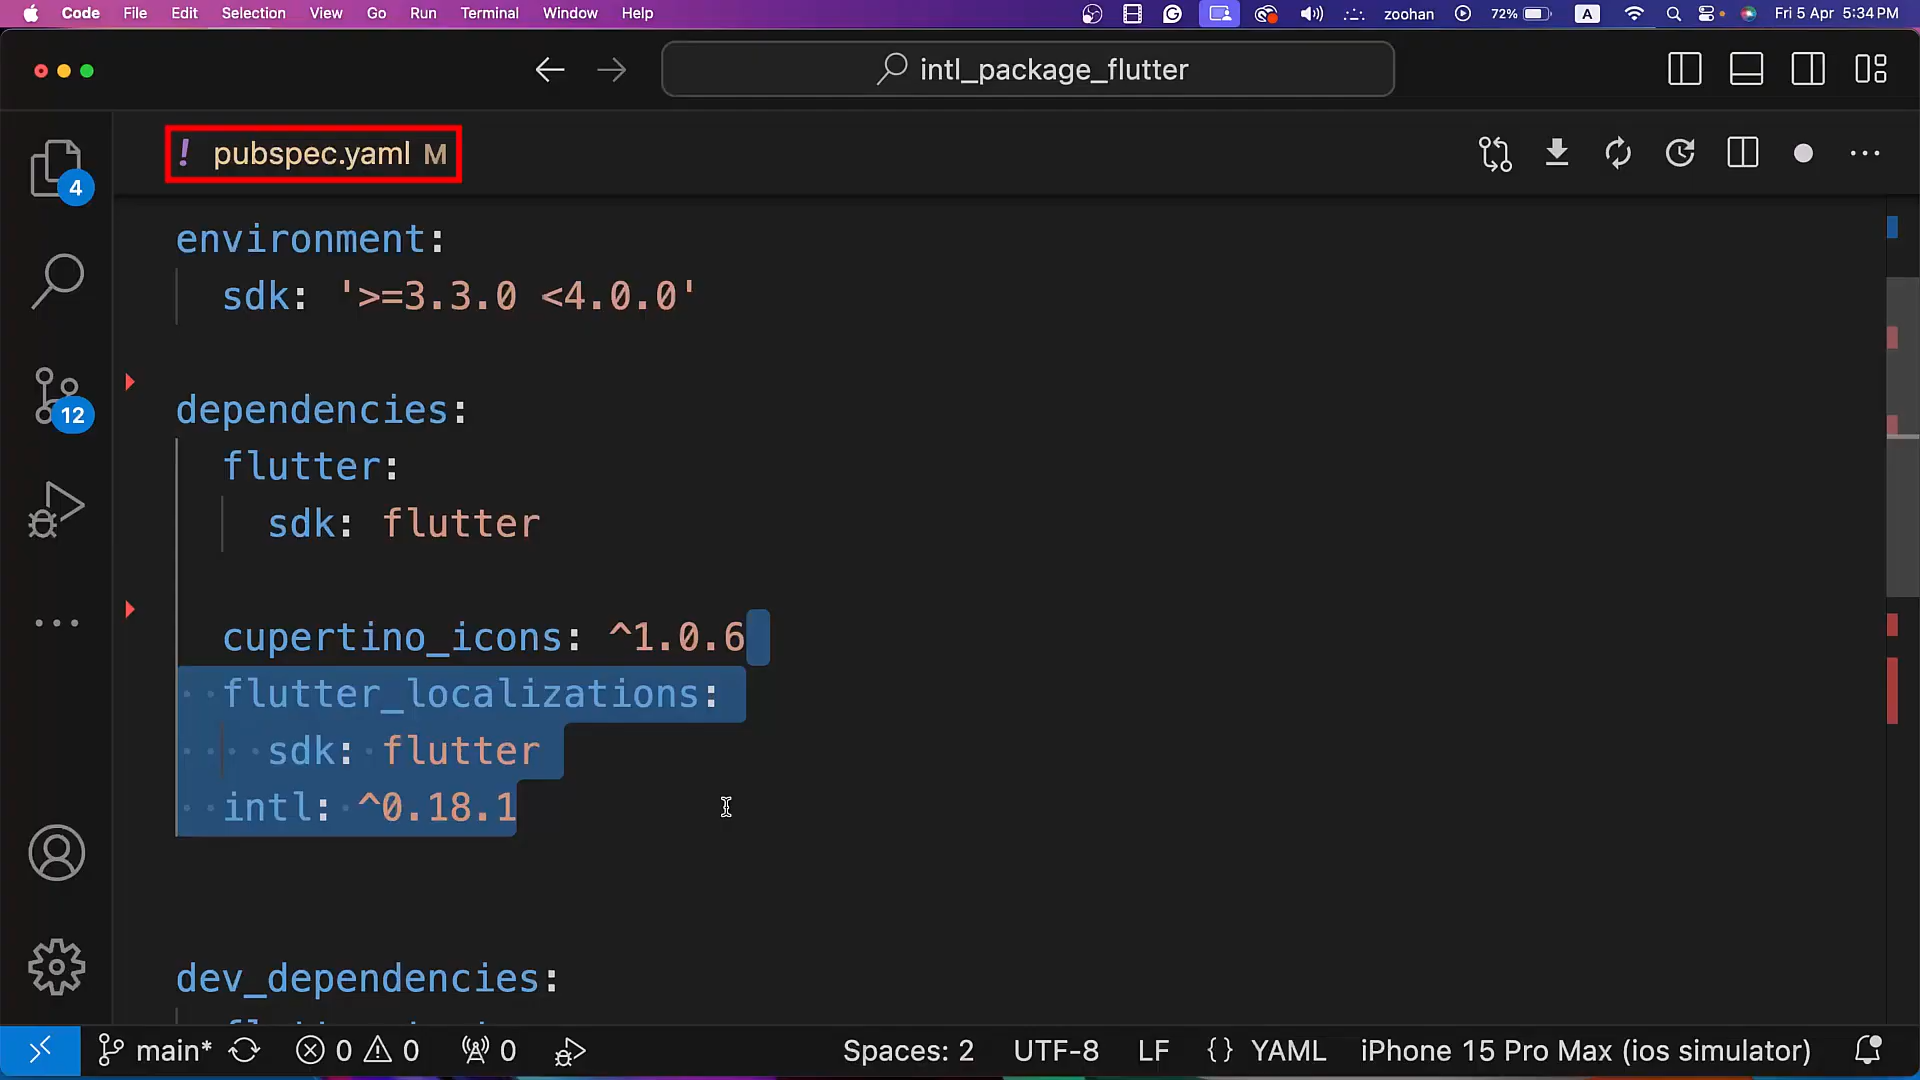 Code File Edit Selection View Go Run Terminal Window Help zoohan 72% A Fri 5 Apr 5:34 PM
intl_package_flutter
! pubspec.yaml M
4
environment:
sdk: '>=3.3.0 <4.0.0'
12
dependencies:
flutter:
sdk: flutter
cupertino_icons: ^1.0.6
flutter_localizations:
sdk: flutter
intl: ^0.18.1
dev_dependencies:
main* 0 0 0 Spaces: 2 UTF-8 LF {} YAML iPhone 15 Pro Max (ios simulator)